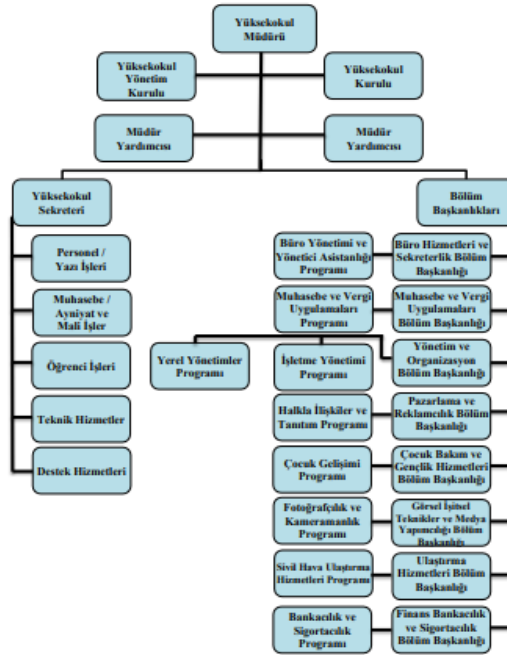 Yüksekokul
Müdürü
Yüksekokul
Yönetim
Kurulu
Yüksekokul
Kurulu
Müdür
Yardımcısı
Müdür
Yardımcısı
Yüksekokul
Sekreteri
Bölüm
Başkanlıkları
Personel /
Yazı İşleri
Muhasebe /
Ayniyat ve
Mali İşler
Öğrenci İşleri
Teknik Hizmetler
Destek Hizmetleri
Büro Yönetimi ve
Yönetici Asistanlığı
Programı
Büro Hizmetleri ve
Sekreterlik Bölüm
Başkanlığı
Muhasebe ve Vergi
Uygulamaları
Programı
Muhasebe ve Vergi
Uygulamaları
Bölüm Başkanlığı
Yerel Yönetimler
Programı
İşletme Yönetimi
Programı
Yönetim ve
Organizasyon
Bölüm Başkanlığı
Halkla İlişkiler ve
Tanıtım Programı
Pazarlama ve
Reklamcılık Bölüm
Başkanlığı
Çocuk Gelişimi
Programı
Çocuk Bakım ve
Gençlik Hizmetleri
Bölüm Başkanlığı
Fotoğrafçılık ve
Kameramanlık
Programı
Görsel İşitsel
Teknikler ve Medya
Yapımcılığı Bölüm
Başkanlığı
Sivil Hava Ulaştırma
Hizmetleri Programı
Ulaştırma
Hizmetleri Bölüm
Başkanlığı
Bankacılık ve
Sigortacılık
Programı
Finans Bankacılık
ve Sigortacılık
Bölüm Başkanlığı